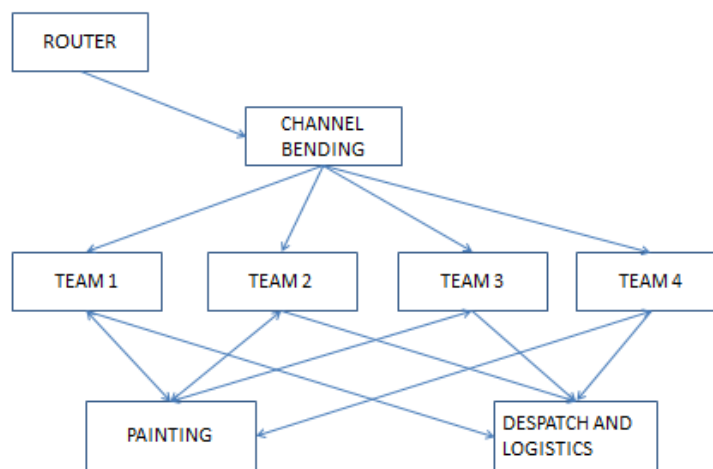 ROUTER
CHANNEL
BENDING
TEAM 1
TEAM 2
TEAM 3
TEAM 4
PAINTING
DESPATCH AND
LOGISTICS